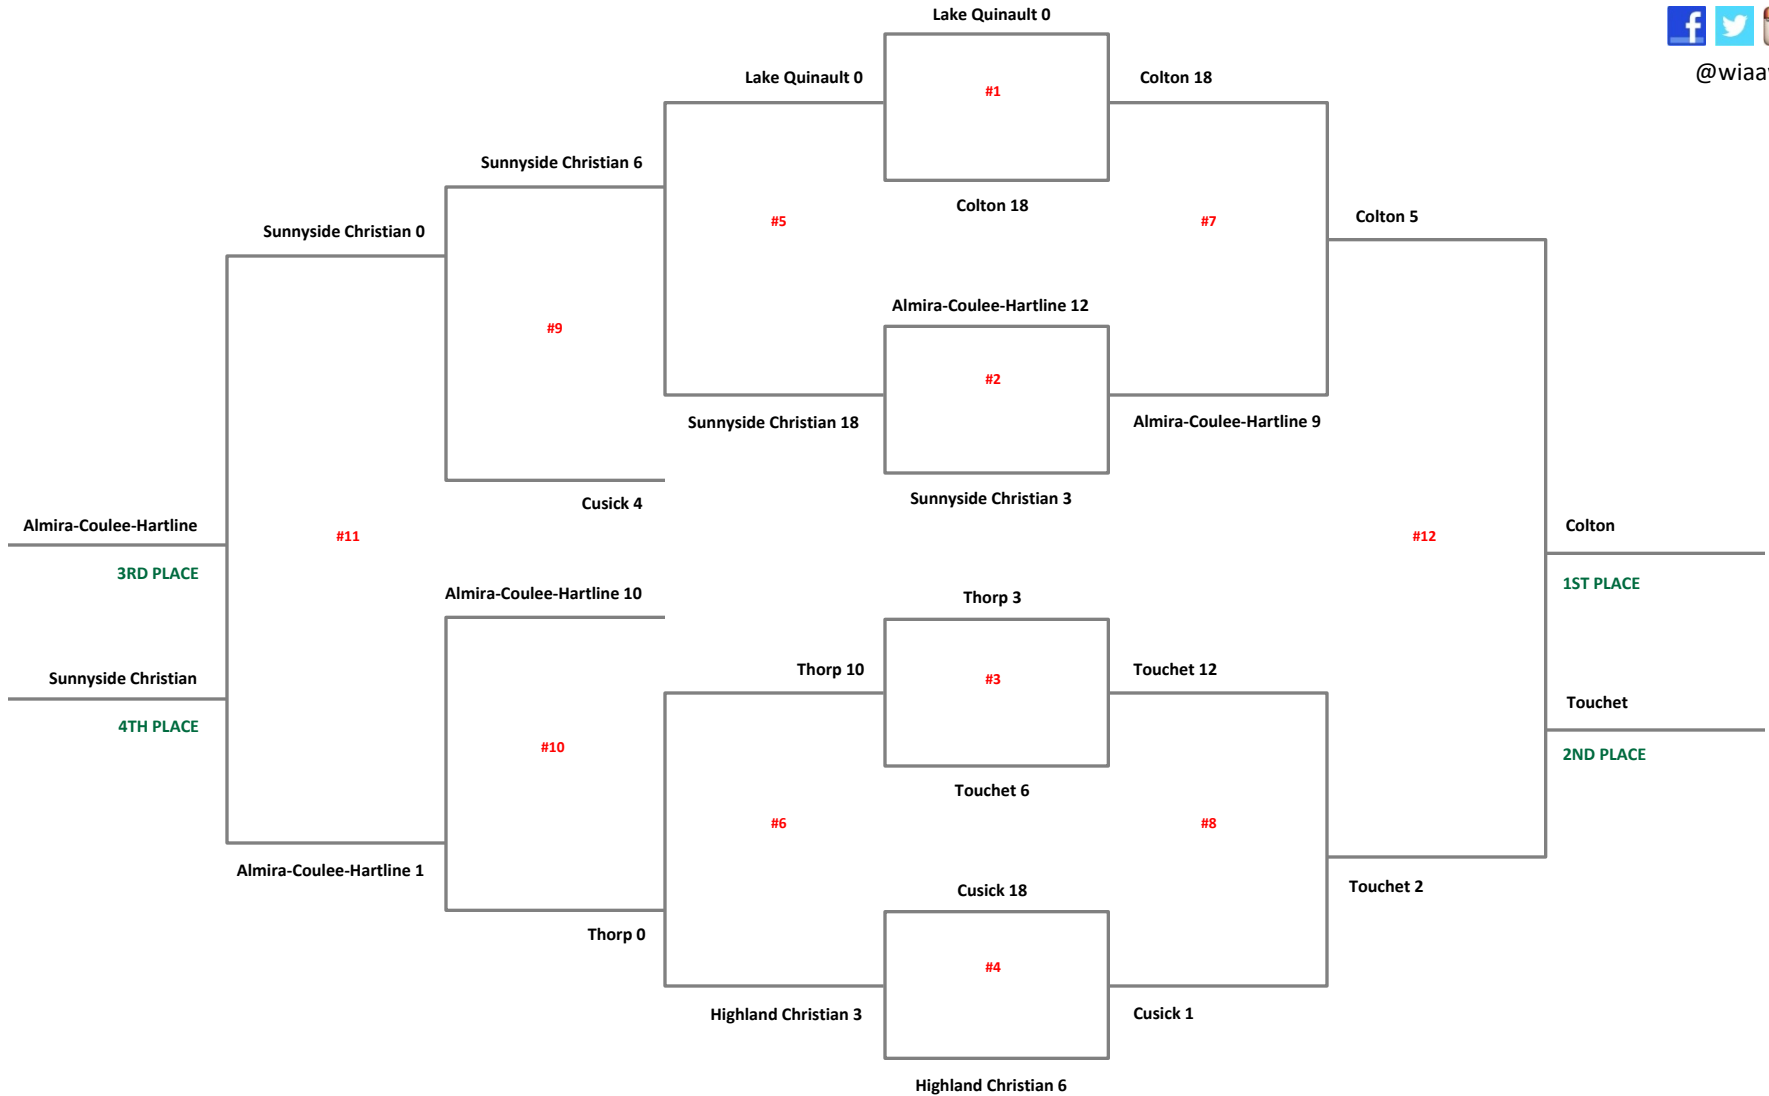 Lake Quinault 0
@wiaa
Lake Quinault 0
#1
Colton 18
Sunnyside Christian 6
Colton 18
#5
#7
Colton 5
Sunnyside Christian 0
Almira-Coulee-Hartline 12
#9
#2
Sunnyside Christian 18
Almira-Coulee-Hartline 9
Sunnyside Christian 3
Cusick 4
Almira-Coulee-Hartline
#11
#12
Colton
3RD PLACE
1ST PLACE
Almira-Coulee-Hartline 10
Thorp 3
Thorp 10
#3
Touchet 12
Sunnyside Christian
Touchet
4TH PLACE
#10
2ND PLACE
Touchet 6
#6
#8
Almira-Coulee-Hartline 1
Cusick 18
Touchet 2
Thorp 0
#4
Highland Christian 3
Cusick 1
Highland Christian 6